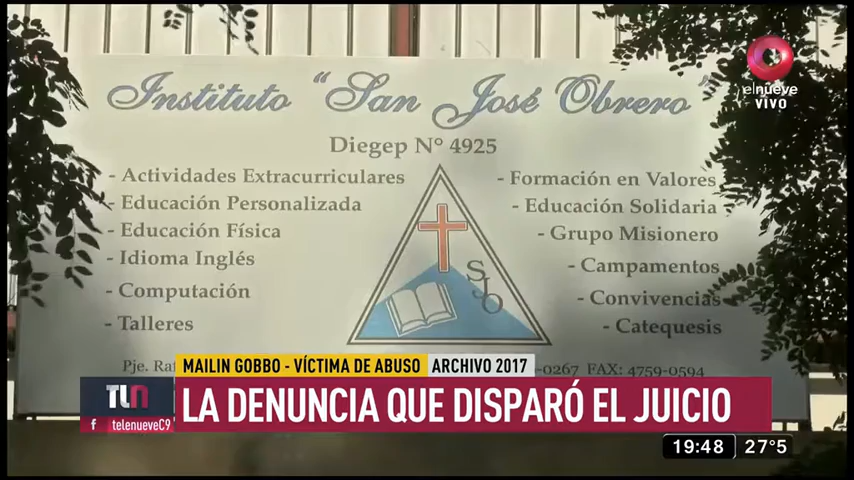 Instituto "San José Obrero"
Diegep N° 4925
- Actividades Extracurriculares
- Educación Personalizada
- Educación Física
- Idioma Inglés
- Computación
- Talleres
- Formación en Valores
- Educación Solidaria
- Grupo Misionero
- Campamentos
- Convivencias
- Catequesis
SJO
Pje. -0267 FAX: 4759-0594
elnueve
VIVO
MAILIN GOBBO - VÍCTIMA DE ABUSO
ARCHIVO 2017
TLN
LA DENUNCIA QUE DISPARÓ EL JUICIO
f telenueveC9
19:48 27°5